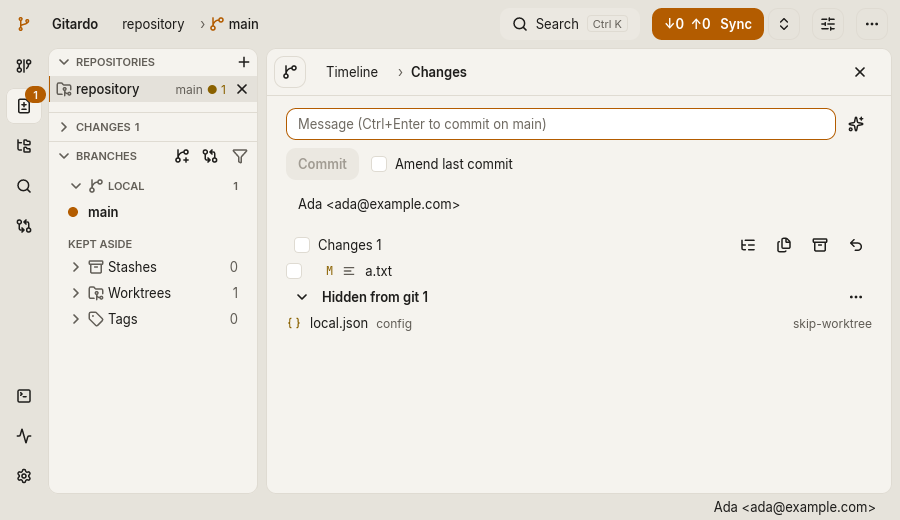 Gitardo
repository
main
Search
Ctrl K
↓0 ↑0 Sync
REPOSITORIES
repository main 1
1
CHANGES 1
BRANCHES
LOCAL 1
main
KEPT ASIDE
Stashes 0
Worktrees 1
Tags 0
Timeline › Changes
Message (Ctrl+Enter to commit on main)
Commit
Amend last commit
Ada <ada@example.com>
Changes 1
M a.txt
Hidden from git 1
{} local.json config skip-worktree
Ada <ada@example.com>